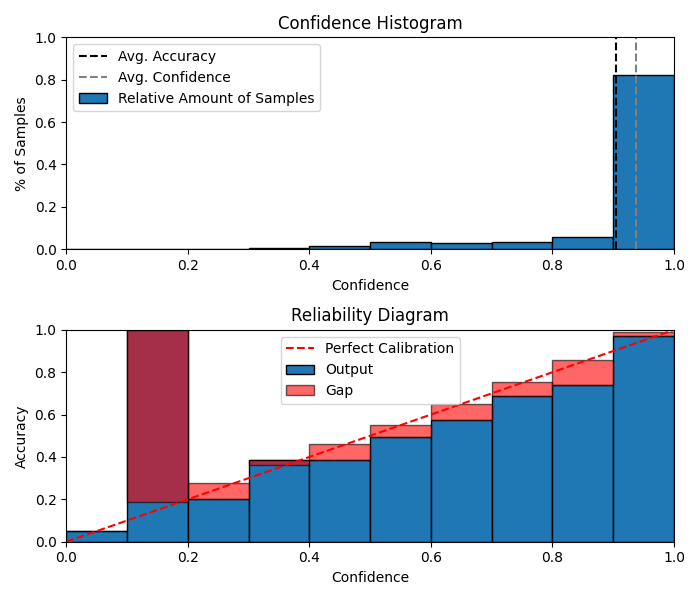 Confidence Histogram
1.0
0.8
0.6
0.4
0.2
0.0
% of Samples
Avg. Accuracy
Avg. Confidence
Relative Amount of Samples
0.0 0.2 0.4 0.6 0.8 1.0
Confidence
Reliability Diagram
1.0
0.8
0.6
0.4
0.2
0.0
Accuracy
Perfect Calibration
Output
Gap
0.0 0.2 0.4 0.6 0.8 1.0
Confidence